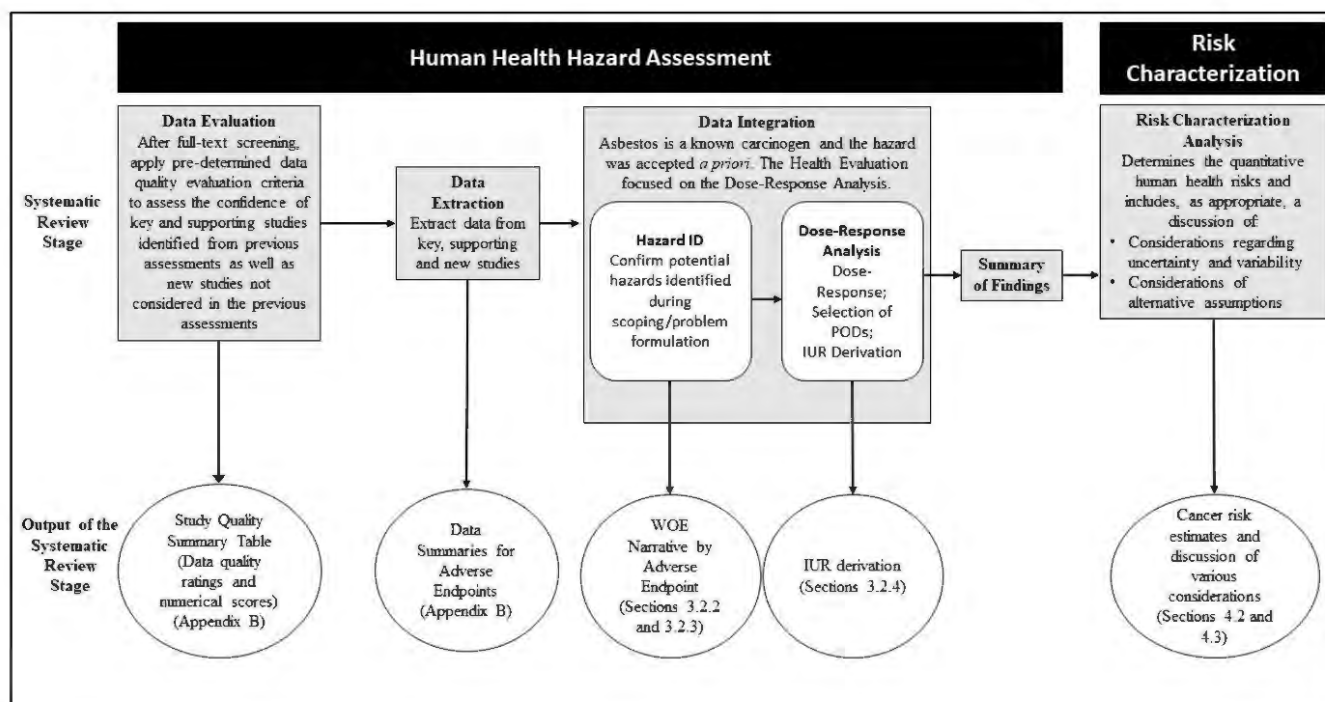 Human Health Hazard Assessment
Risk
Characterization
Systematic
Review
Stage
Data Evaluation
After full-text screening,
apply pre-determined data
quality evaluation criteria
to assess the confidence of
key and supporting studies
identified from previous
assessments as well as
new studies not
considered in the previous
assessments
Data
Extraction
Extract data from
key, supporting
and new studies
Data Integration
Asbestos is a known carcinogen and the hazard
was accepted a priori. The Health Evaluation
focused on the Dose-Response Analysis.
Hazard ID
Confirm potential
hazards identified
during
scoping/problem
formulation
Dose-Response
Analysis
Dose-
Response;
Selection of
PODs;
IUR Derivation
Summary
of Findings
Risk Characterization
Analysis
Determines the quantitative
human health risks and
includes, as appropriate, a
discussion of
• Considerations regarding
uncertainty and variability
• Considerations of
alternative assumptions
Output of the
Systematic
Review
Stage
Study Quality
Summary Table
(Data quality
ratings and
numerical scores)
(Appendix B)
Data
Summaries for
Adverse
Endpoints
(Appendix B)
WOE
Narrative by
Adverse
Endpoint
(Sections 3.2.2
and 3.2.3)
IUR derivation
(Sections 3.2.4)
Cancer risk
estimates and
discussion of
various
considerations
(Sections 4.2 and
4.3)